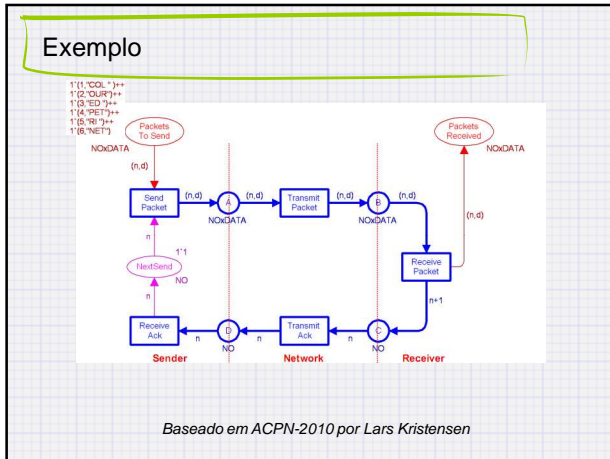 Exemplo
1`(1,"COL ")++
1`(2,"OUR")++
1`(3,"ED ")++
1`(4,"PET")++
1`(5,"RI ")++
1`(6,"NET")
Packets
To Send
NOxDATA
Packets
Received
NOxDATA
(n,d)
Send
Packet
(n,d)
A
NOxDATA
(n,d)
Transmit
Packet
(n,d)
B
NOxDATA
(n,d)
(n,d)
n
1`1
NextSend
NO
n
Receive
Packet
n+1
Receive
Ack
n
D
NO
n
Transmit
Ack
n
C
NO
Sender
Network
Receiver
Baseado em ACPN-2010 por Lars Kristensen